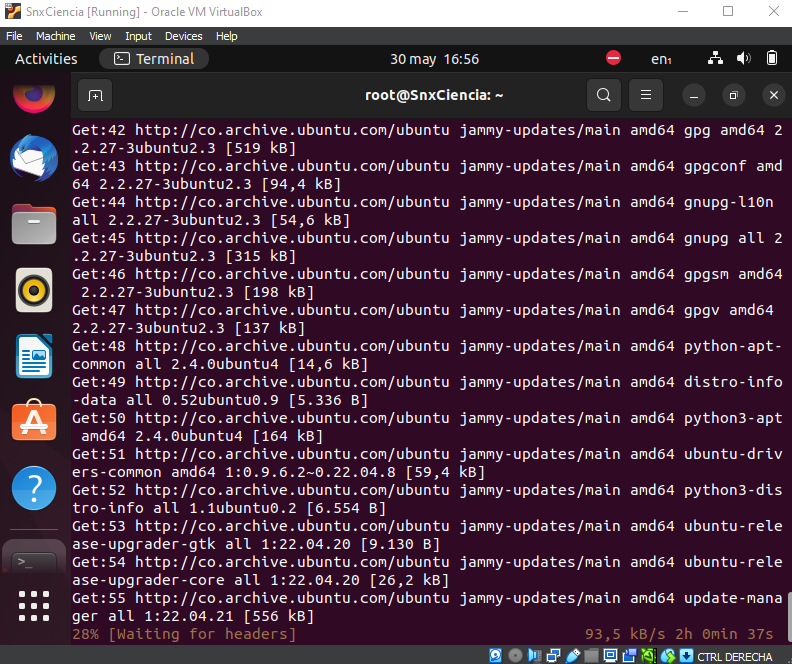 SnxCiencia [Running] - Oracle VM VirtualBox
File Machine View Input Devices Help
Activities Terminal 30 may 16:56 en₁
root@SnxCiencia: ~
Get:42 http://co.archive.ubuntu.com/ubuntu jammy-updates/main amd64 gpg amd64 2
.2.27-3ubuntu2.3 [519 kB]
Get:43 http://co.archive.ubuntu.com/ubuntu jammy-updates/main amd64 gpgconf amd
64 2.2.27-3ubuntu2.3 [94,4 kB]
Get:44 http://co.archive.ubuntu.com/ubuntu jammy-updates/main amd64 gnupg-l10n
all 2.2.27-3ubuntu2.3 [54,6 kB]
Get:45 http://co.archive.ubuntu.com/ubuntu jammy-updates/main amd64 gnupg all 2
.2.27-3ubuntu2.3 [315 kB]
Get:46 http://co.archive.ubuntu.com/ubuntu jammy-updates/main amd64 gpgsm amd64
 2.2.27-3ubuntu2.3 [198 kB]
Get:47 http://co.archive.ubuntu.com/ubuntu jammy-updates/main amd64 gpgv amd64
2.2.27-3ubuntu2.3 [137 kB]
Get:48 http://co.archive.ubuntu.com/ubuntu jammy-updates/main amd64 python-apt-
common all 2.4.0ubuntu4 [14,6 kB]
Get:49 http://co.archive.ubuntu.com/ubuntu jammy-updates/main amd64 distro-info
-data all 0.52ubuntu0.9 [5.336 B]
Get:50 http://co.archive.ubuntu.com/ubuntu jammy-updates/main amd64 python3-apt
 amd64 2.4.0ubuntu4 [164 kB]
Get:51 http://co.archive.ubuntu.com/ubuntu jammy-updates/main amd64 ubuntu-driv
ers-common amd64 1:0.9.6.2~0.22.04.8 [59,4 kB]
Get:52 http://co.archive.ubuntu.com/ubuntu jammy-updates/main amd64 python3-dis
tro-info all 1.1ubuntu0.2 [6.554 B]
Get:53 http://co.archive.ubuntu.com/ubuntu jammy-updates/main amd64 ubuntu-rele
ase-upgrader-gtk all 1:22.04.20 [9.130 B]
Get:54 http://co.archive.ubuntu.com/ubuntu jammy-updates/main amd64 ubuntu-rele
ase-upgrader-core all 1:22.04.20 [26,2 kB]
Get:55 http://co.archive.ubuntu.com/ubuntu jammy-updates/main amd64 update-mana
ger all 1:22.04.21 [556 kB]
28% [Waiting for headers] 93,5 kB/s 2h 0min 37s
CTRL DERECHA